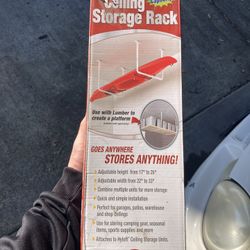 Ceiling
Storage Rack
Use with Lumber to
create a platform
GOES ANYWHERE
STORES ANYTHING!
• Adjustable height from 17" to 26"
• Adjustable width from 22" to 33"
• Combine multiple units for more storage
• Quick and simple installation
• Perfect for garages, patios, warehouse
and shop ceilings
• Use for storing camping gear, seasonal
items, sports supplies and more
• Attaches to Hyloft Ceiling Storage Units